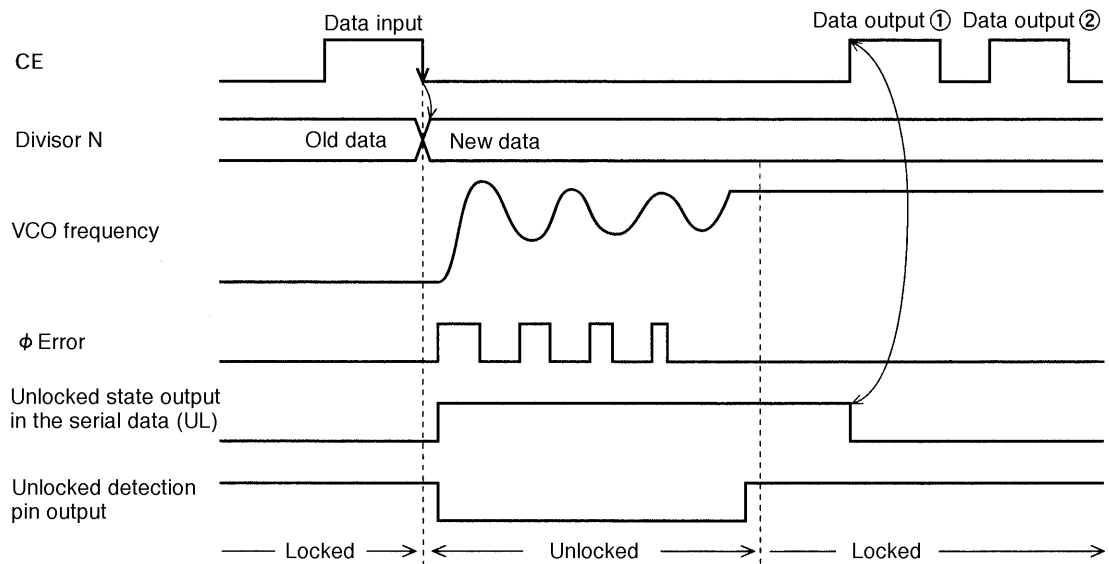 Data input
Data output ①
Data output ②
CE
Divisor N
Old data
New data
VCO frequency
ϕ Error
Unlocked state output
in the serial data (UL)
Unlocked detection
pin output
Locked
Unlocked
Locked